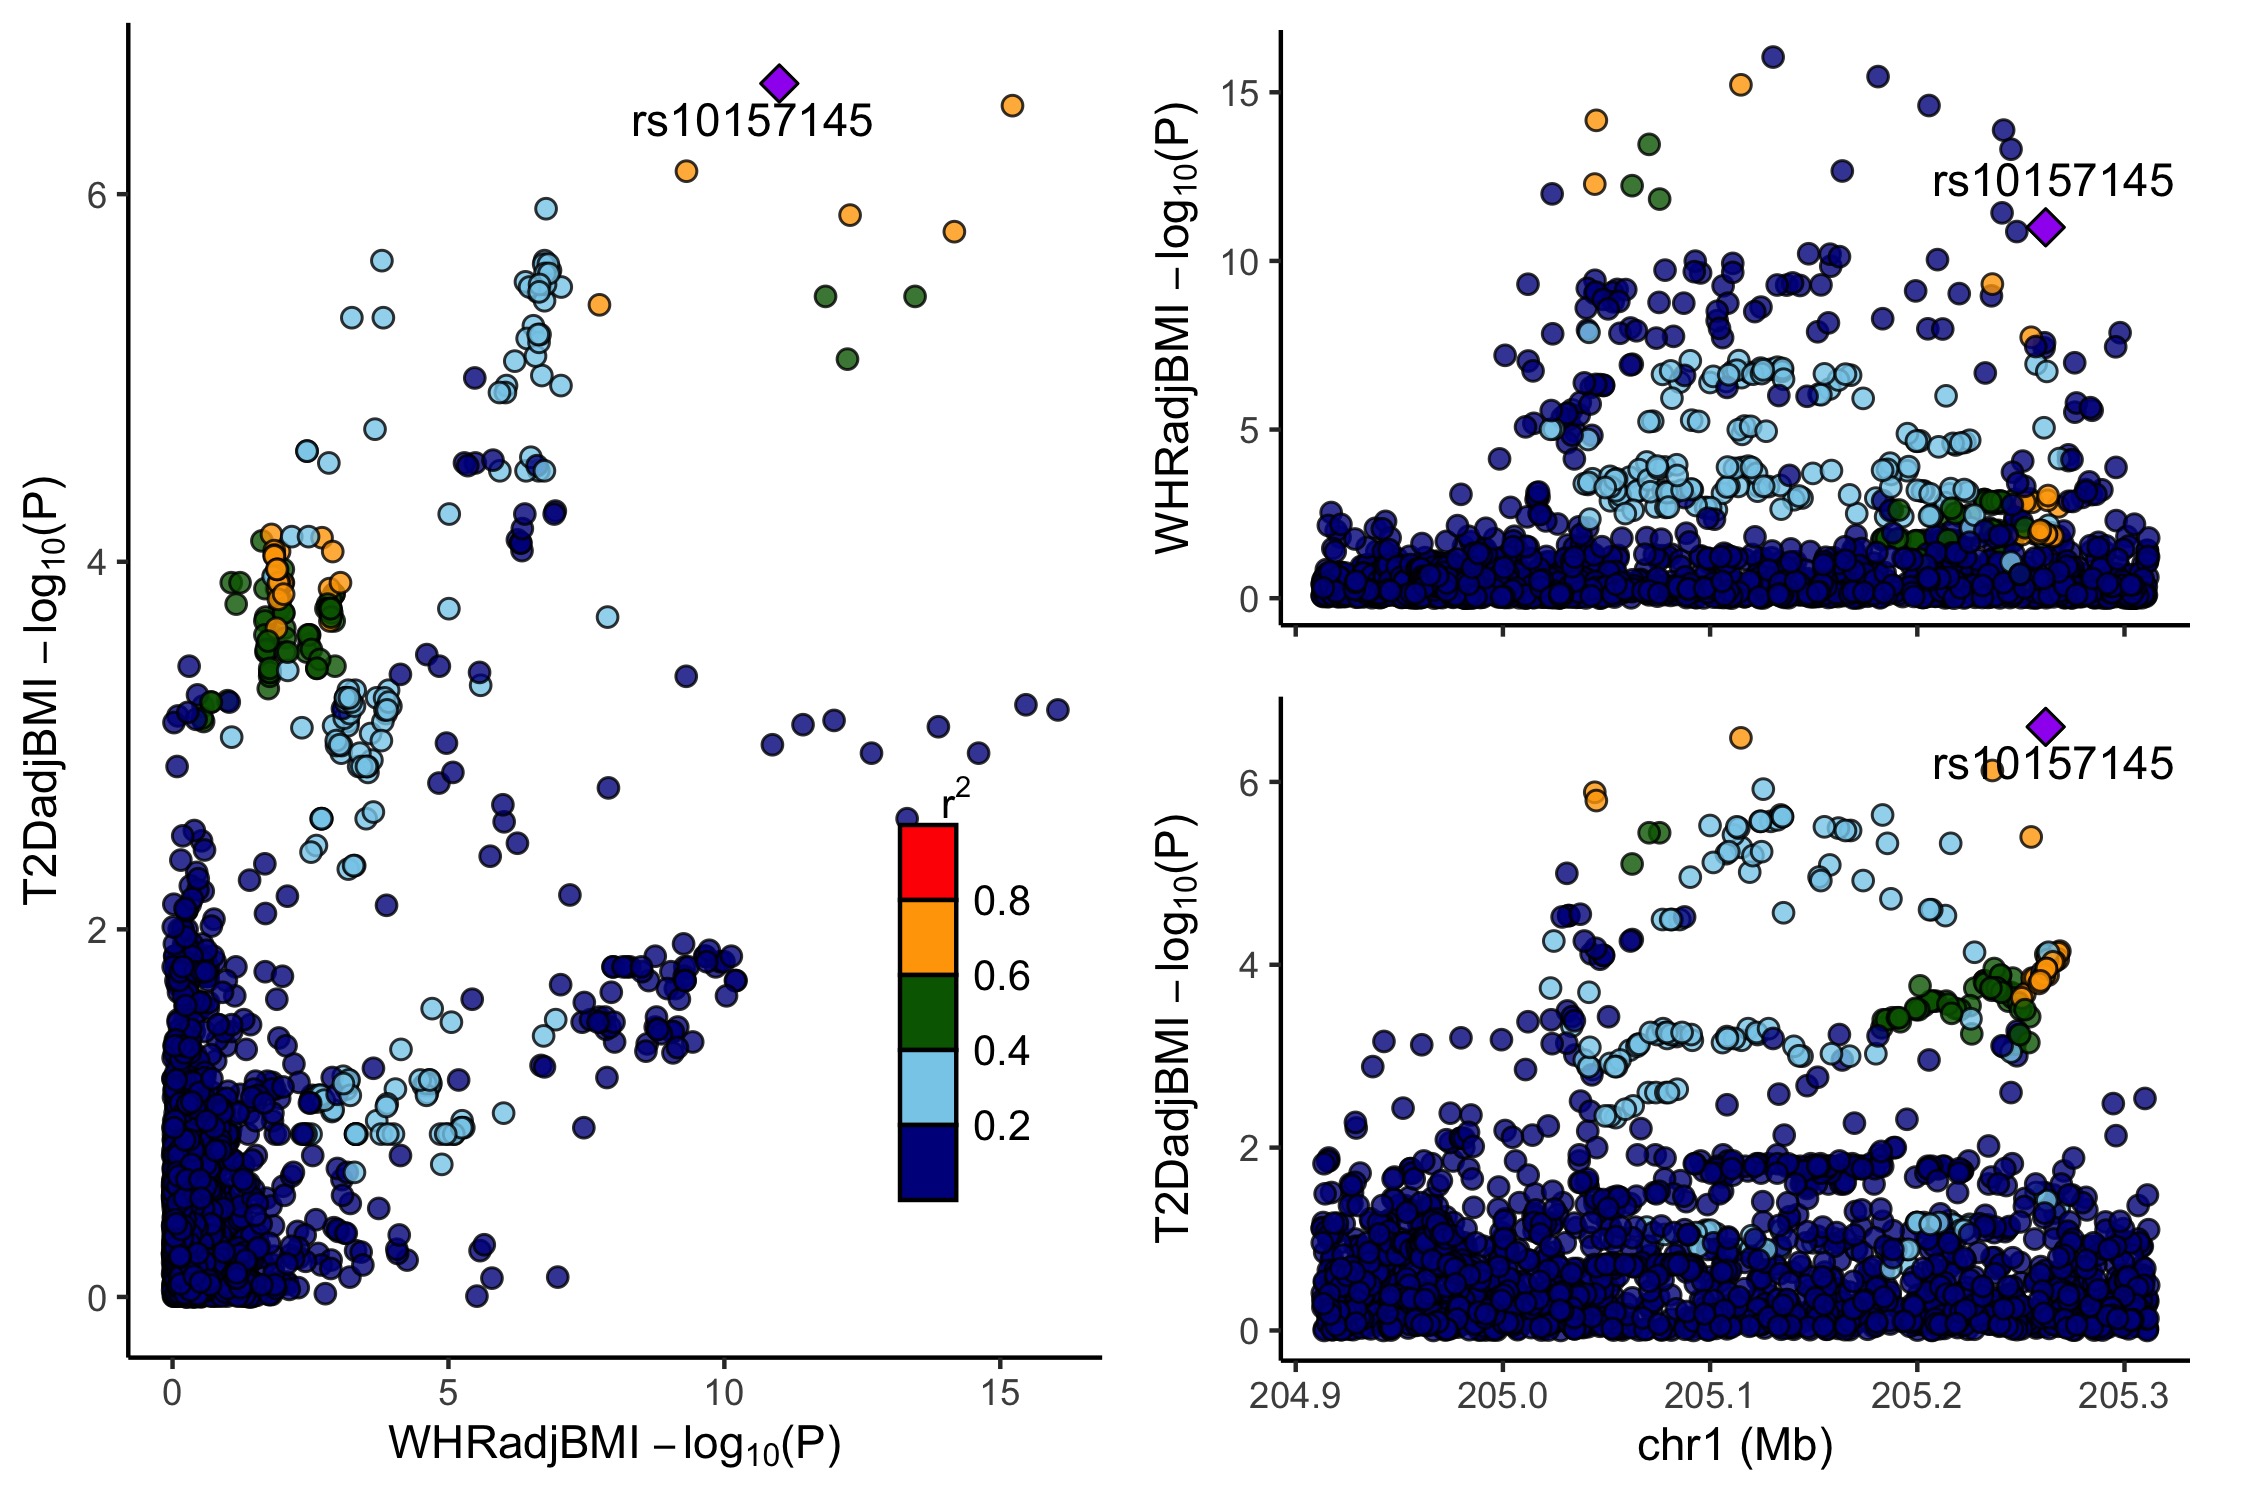 T2DadjBMI −log₁₀(P)
6
4
2
0
rs10157145
r²
0.8
0.6
0.4
0.2
0 5 10 15
WHRadjBMI −log₁₀(P)
WHRadjBMI −log₁₀(P)
15
10
5
0
rs10157145
T2DadjBMI −log₁₀(P)
6
4
2
0
rs10157145
204.9 205.0 205.1 205.2 205.3
chr1 (Mb)